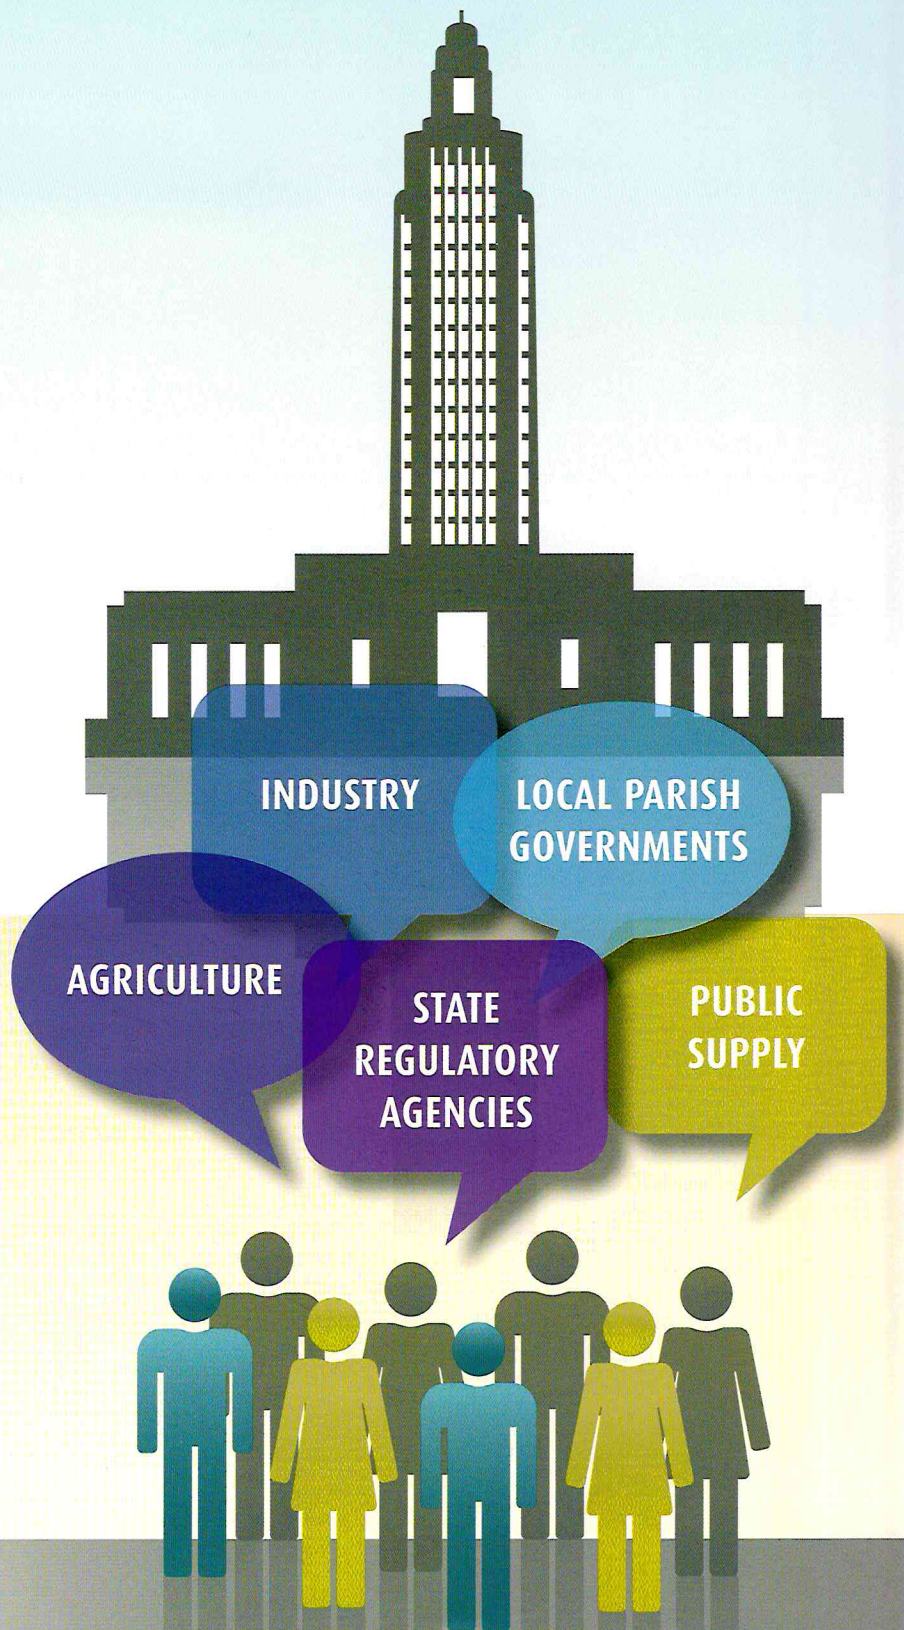 INDUSTRY
LOCAL PARISH
GOVERNMENTS
AGRICULTURE
STATE
REGULATORY
AGENCIES
PUBLIC
SUPPLY